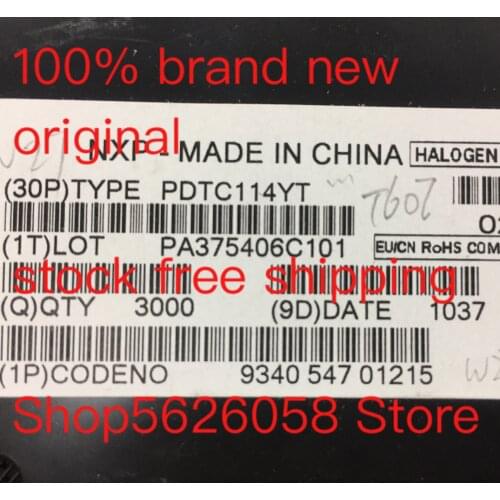 100% brand new
original
NXP - MADE IN CHINA HALOGEN
(30P)TYPE PDTC114YT
T607
(1T)LOT PA375406C101
EU/CN RoHS COM
stock free shipping
(Q)QTY 3000 (9D)DATE 1037
(1P)CODENO 9340 547 01215
Shop5626058 Store